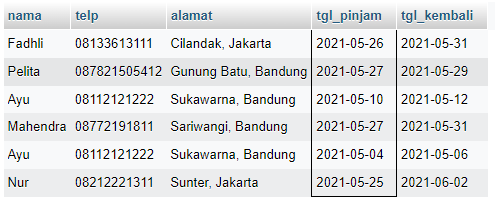 nama telp alamat tgl_pinjam tgl_kembali
Fadhli 08133613111 Cilandak, Jakarta 2021-05-26 2021-05-31
Pelita 087821505412 Gunung Batu, Bandung 2021-05-27 2021-05-29
Ayu 08112121222 Sukawarna, Bandung 2021-05-10 2021-05-12
Mahendra 08772191811 Sariwangi, Bandung 2021-05-27 2021-05-31
Ayu 08112121222 Sukawarna, Bandung 2021-05-04 2021-05-06
Nur 08212221311 Sunter, Jakarta 2021-05-25 2021-06-02